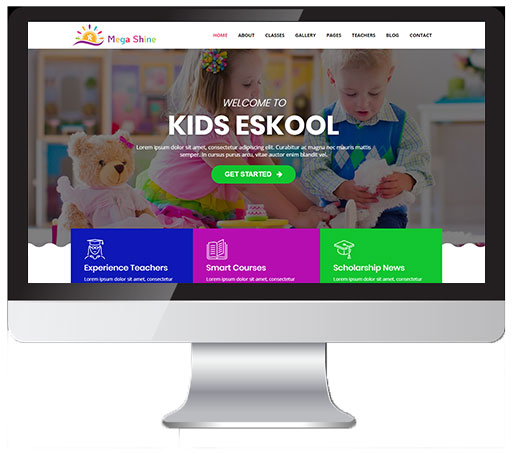 Mega Shine
HOME ABOUT CLASSES GALLERY PAGES TEACHERS BLOG CONTACT
WELCOME TO
KIDS ESKOOL
Lorem ipsum dolor sit amet, consectetur adipiscing elit. Curabitur ac magna nec mauris mattis
semper. In cursus purus arcu, vitae auctor enim blandit vel.
GET STARTED
Experience Teachers
Lorem ipsum dolor sit amet, consectetur
Smart Courses
Lorem ipsum dolor sit amet, consectetur
Scholarship News
Lorem ipsum dolor sit amet, consectetur